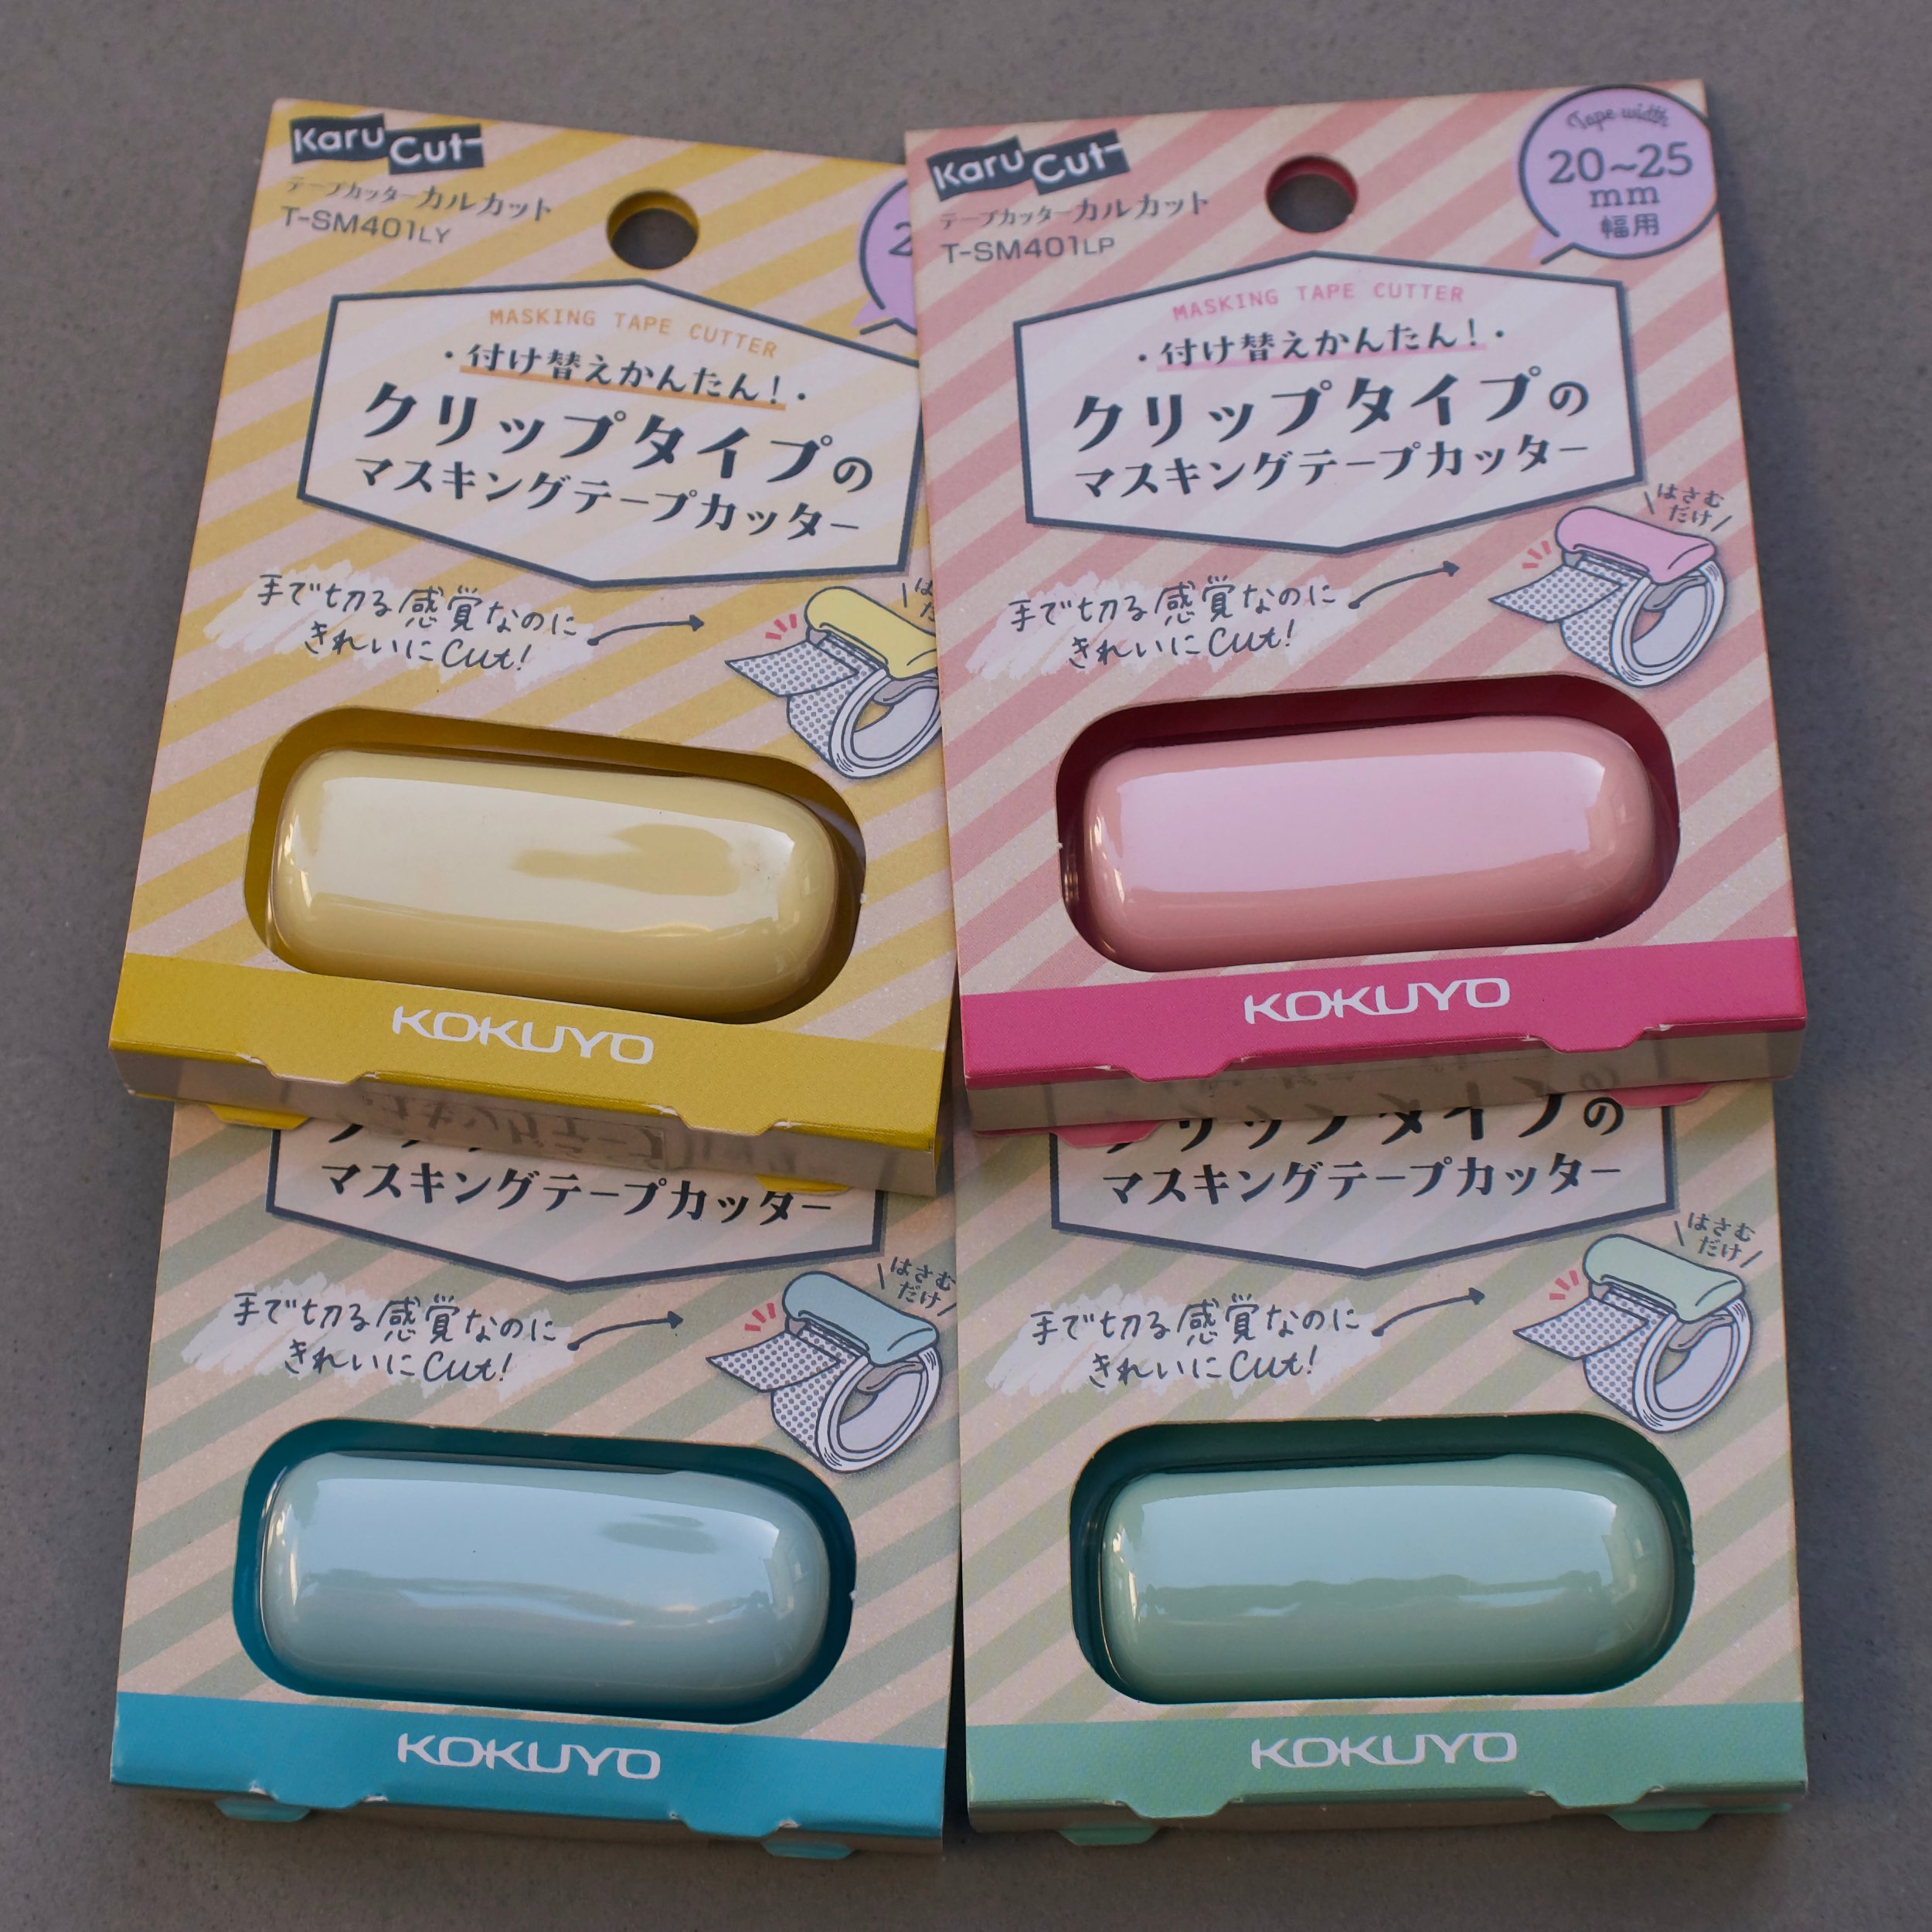 Karu Cut
テープカッターカルカット
T-SM401LY
2
MASKING TAPE CUTTER
・付け替えかんたん！・
クリップタイプの
マスキングテープカッター
手で切る感覚なのに
きれいにCut!
は
だ
KOKUYO
Karu Cut
テープカッターカルカット
T-SM401LP
Tape width
20~25
mm
幅用
MASKING TAPE CUTTER
・付け替えかんたん！・
クリップタイプの
マスキングテープカッター
はさむ
だけ
手で切る感覚なのに
きれいにCut!
KOKUYO
マスキングテープカッター
はさむ
だけ
手で切る感覚なのに
きれいにCut!
KOKUYO
クリップタイプの
マスキングテープカッター
はさむ
だけ
手で切る感覚なのに
きれいにCut!
KOKUYO